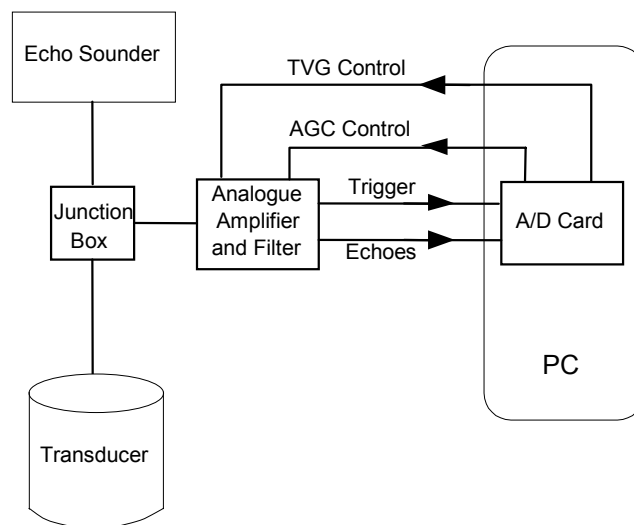 Echo Sounder
TVG Control
AGC Control
Junction
Box
Analogue
Amplifier
and Filter
Trigger
Echoes
A/D Card
PC
Transducer